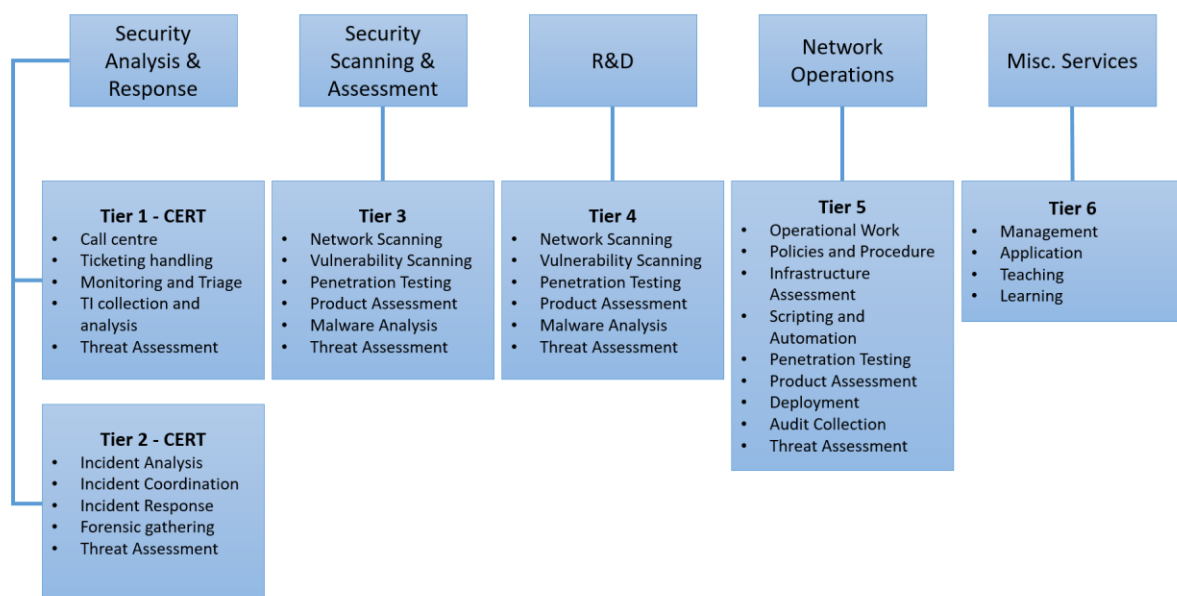 Security
Analysis &
Response
Security
Scanning &
Assessment
R&D
Network
Operations
Misc. Services
Tier 1 - CERT
• Call centre
• Ticketing handling
• Monitoring and Triage
• TI collection and
analysis
• Threat Assessment
Tier 2 - CERT
• Incident Analysis
• Incident Coordination
• Incident Response
• Forensic gathering
• Threat Assessment
Tier 3
• Network Scanning
• Vulnerability Scanning
• Penetration Testing
• Product Assessment
• Malware Analysis
• Threat Assessment
Tier 4
• Network Scanning
• Vulnerability Scanning
• Penetration Testing
• Product Assessment
• Malware Analysis
• Threat Assessment
Tier 5
• Operational Work
• Policies and Procedure
• Infrastructure
Assessment
• Scripting and
Automation
• Penetration Testing
• Product Assessment
• Deployment
• Audit Collection
• Threat Assessment
Tier 6
• Management
• Application
• Teaching
• Learning